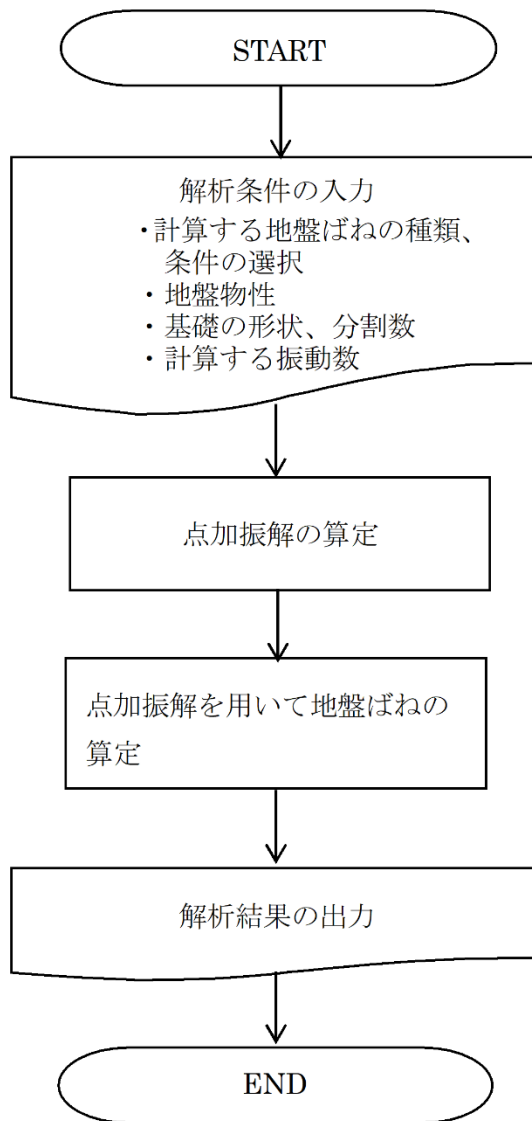 START
解析条件の入力
・計算する地盤ばねの種類、
条件の選択
・地盤物性
・基礎の形状、分割数
・計算する振動数
点加振解の算定
点加振解を用いて地盤ばねの
算定
解析結果の出力
END